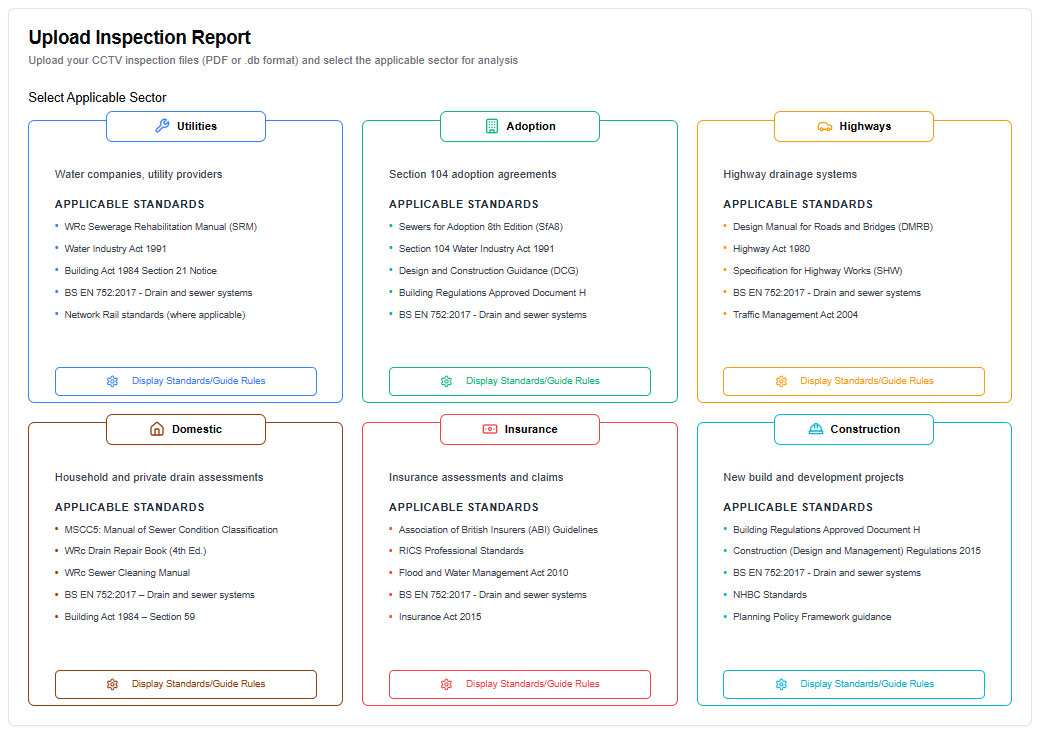 Upload Inspection Report
Upload your CCTV inspection files (PDF or .db format) and select the applicable sector for analysis
Select Applicable Sector
Utilities
Water companies, utility providers
APPLICABLE STANDARDS
• WRc Sewerage Rehabilitation Manual (SRM)
• Water Industry Act 1991
• Building Act 1984 Section 21 Notice
• BS EN 752:2017 - Drain and sewer systems
• Network Rail standards (where applicable)
Display Standards/Guide Rules
Adoption
Section 104 adoption agreements
APPLICABLE STANDARDS
• Sewers for Adoption 8th Edition (SfA8)
• Section 104 Water Industry Act 1991
• Design and Construction Guidance (DCG)
• Building Regulations Approved Document H
• BS EN 752:2017 - Drain and sewer systems
Display Standards/Guide Rules
Highways
Highway drainage systems
APPLICABLE STANDARDS
• Design Manual for Roads and Bridges (DMRB)
• Highway Act 1980
• Specification for Highway Works (SHW)
• BS EN 752:2017 - Drain and sewer systems
• Traffic Management Act 2004
Display Standards/Guide Rules
Domestic
Household and private drain assessments
APPLICABLE STANDARDS
• MSCC5: Manual of Sewer Condition Classification
• WRc Drain Repair Book (4th Ed.)
• WRc Sewer Cleaning Manual
• BS EN 752:2017 – Drain and sewer systems
• Building Act 1984 – Section 59
Display Standards/Guide Rules
Insurance
Insurance assessments and claims
APPLICABLE STANDARDS
• Association of British Insurers (ABI) Guidelines
• RICS Professional Standards
• Flood and Water Management Act 2010
• BS EN 752:2017 - Drain and sewer systems
• Insurance Act 2015
Display Standards/Guide Rules
Construction
New build and development projects
APPLICABLE STANDARDS
• Building Regulations Approved Document H
• Construction (Design and Management) Regulations 2015
• BS EN 752:2017 - Drain and sewer systems
• NHBC Standards
• Planning Policy Framework guidance
Display Standards/Guide Rules